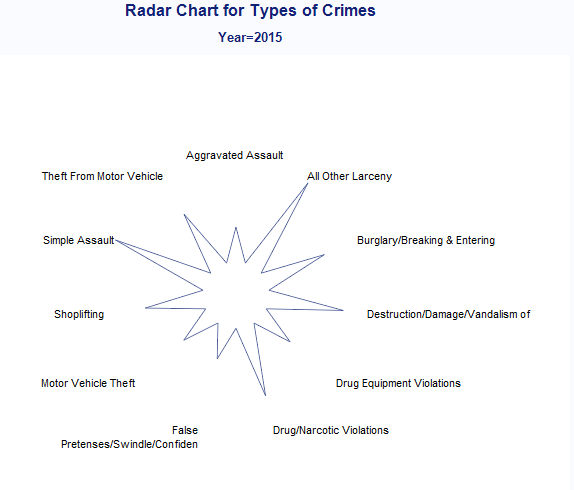 Radar Chart for Types of Crimes
Year=2015
Aggravated Assault
Theft From Motor Vehicle
All Other Larceny
Simple Assault
Burglary/Breaking & Entering
Shoplifting
Destruction/Damage/Vandalism of
Motor Vehicle Theft
Drug Equipment Violations
False
Pretenses/Swindle/Confiden
Drug/Narcotic Violations